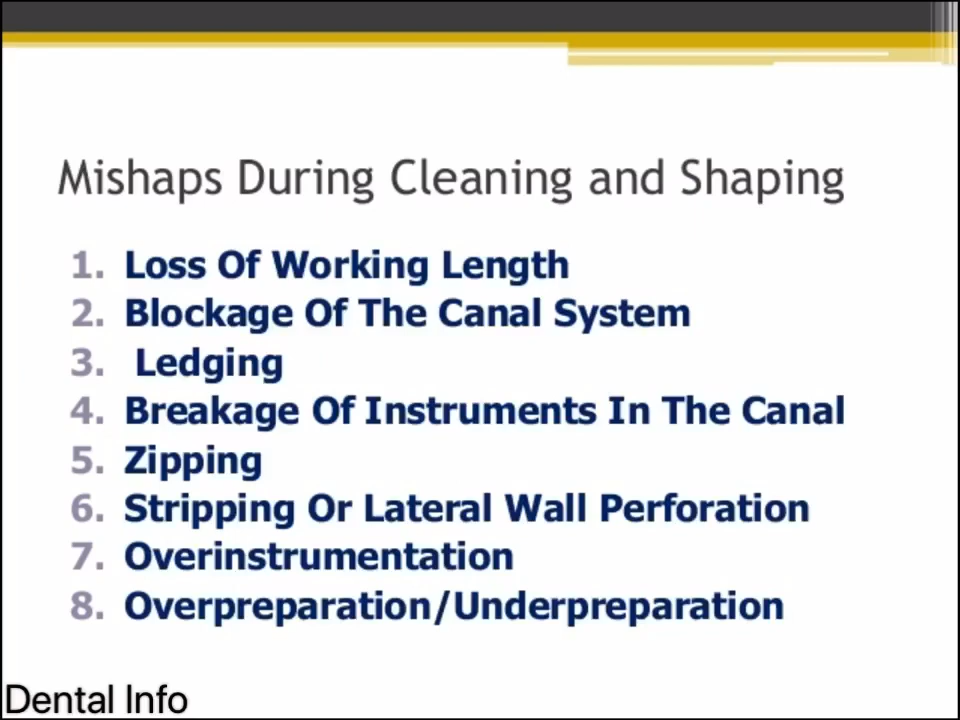 Mishaps During Cleaning and Shaping
1. Loss Of Working Length
2. Blockage Of The Canal System
3. Ledging
4. Breakage Of Instruments In The Canal
5. Zipping
6. Stripping Or Lateral Wall Perforation
7. Overinstrumentation
8. Overpreparation/Underpreparation
Dental Info